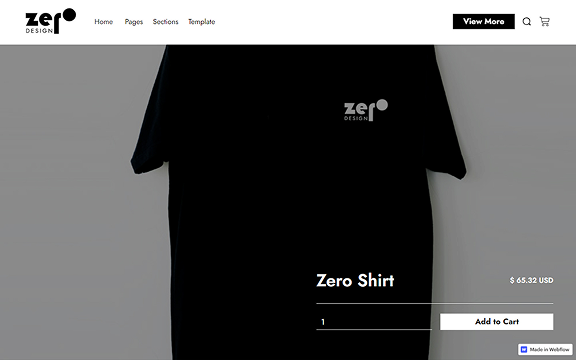 zero
DESIGN
Home Pages Sections Template
View More
zero
DESIGN
Zero Shirt
$ 65.32 USD
1
Add to Cart
Made in Webflow